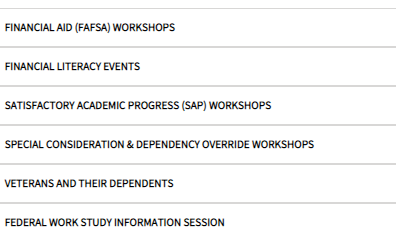 FINANCIAL AID (FAFSA) WORKSHOPS
FINANCIAL LITERACY EVENTS
SATISFACTORY ACADEMIC PROGRESS (SAP) WORKSHOPS
SPECIAL CONSIDERATION & DEPENDENCY OVERRIDE WORKSHOPS
VETERANS AND THEIR DEPENDENTS
FEDERAL WORK STUDY INFORMATION SESSION